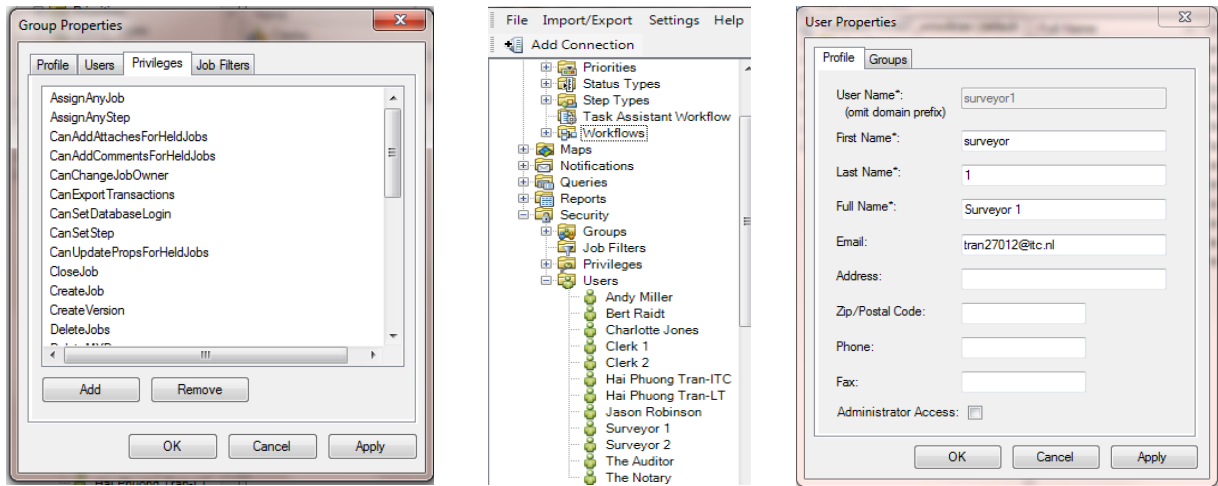 Group Properties
Profile Users Privileges Job Filters
AssignAnyJob
AssignAnyStep
CanAddAttachesForHeldJobs
CanAddCommentsForHeldJobs
CanChangeJobOwner
CanExportTransactions
CanSetDatabaseLogin
CanSetStep
CanUpdatePropsForHeldJobs
CloseJob
CreateJob
CreateVersion
DeleteJobs
Add Remove
OK Cancel Apply
File Import/Export Settings Help
Add Connection
Priorities
Status Types
Step Types
Task Assistant Workflow
Workflows
Maps
Notifications
Queries
Reports
Security
Groups
Job Filters
Privileges
Users
Andy Miller
Bert Raidt
Charlotte Jones
Clerk 1
Clerk 2
Hai Phuong Tran-ITC
Hai Phuong Tran-LT
Jason Robinson
Surveyor 1
Surveyor 2
The Auditor
The Notary
User Properties
Profile Groups
User Name*: surveyor1
(omit domain prefix)
First Name*: surveyor
Last Name*: 1
Full Name*: Surveyor 1
Email: tran27012@itc.nl
Address:
Zip/Postal Code:
Phone:
Fax:
Administrator Access:
OK Cancel Apply